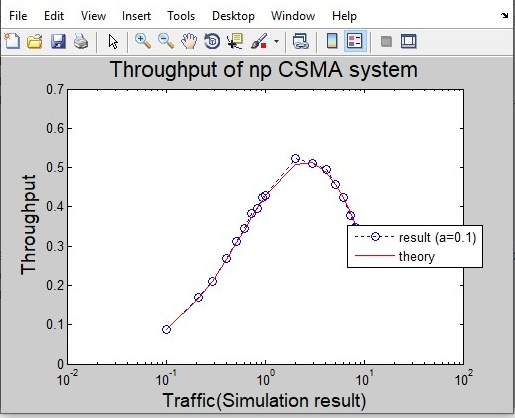 File Edit View Insert Tools Desktop Window Help
Throughput of np CSMA system
0.7
0.6
0.5
0.4
0.3
0.2
0.1
0
Throughput
result (a=0.1)
theory
10^-2 10^-1 10^0 10^1 10^2
Traffic(Simulation result)